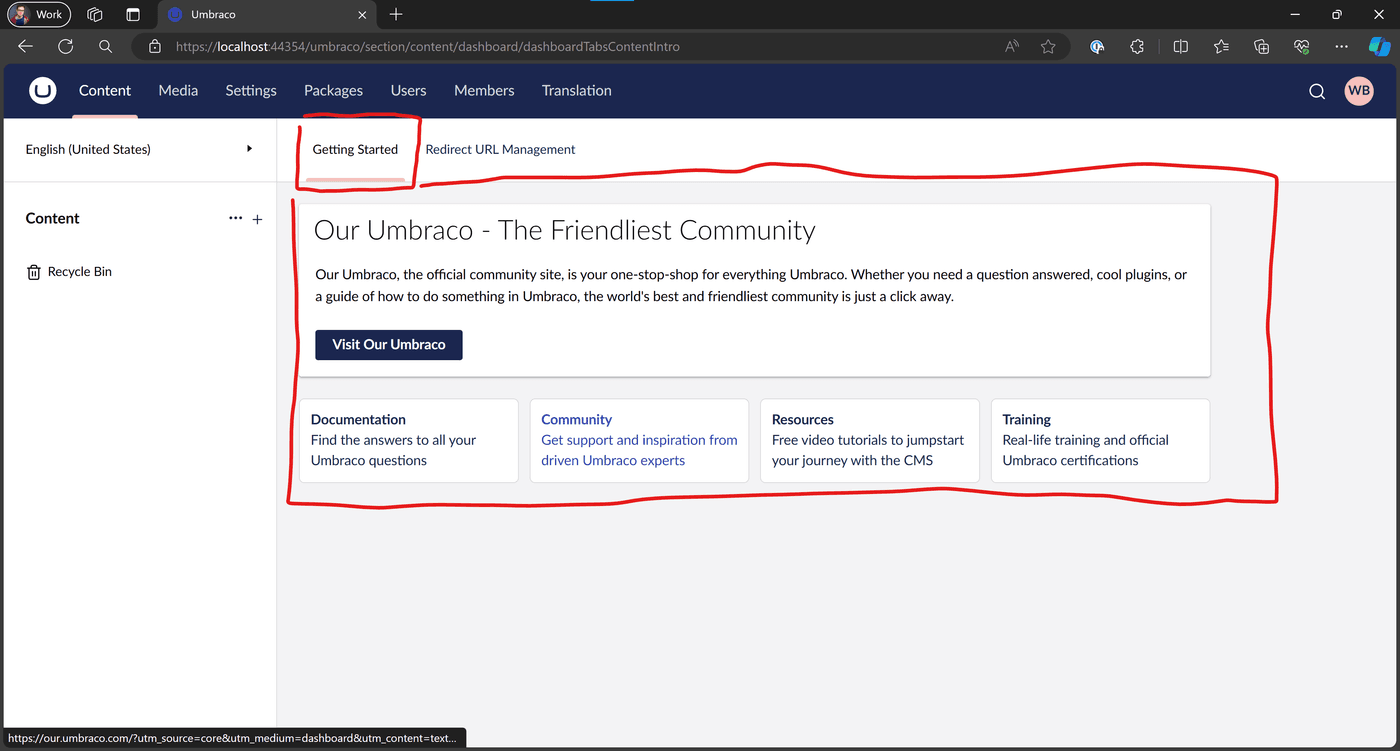 Work
Umbraco
https://localhost:44354/umbraco/section/content/dashboard/dashboardTabsContentIntro
Content Media Settings Packages Users Members Translation WB
English (United States)
Getting Started Redirect URL Management
Content
Recycle Bin
Our Umbraco - The Friendliest Community
Our Umbraco, the official community site, is your one-stop-shop for everything Umbraco. Whether you need a question answered, cool plugins, or
a guide of how to do something in Umbraco, the world's best and friendliest community is just a click away.
Visit Our Umbraco
Documentation
Find the answers to all your
Umbraco questions
Community
Get support and inspiration from
driven Umbraco experts
Resources
Free video tutorials to jumpstart
your journey with the CMS
Training
Real-life training and official
Umbraco certifications
https://our.umbraco.com/?utm_source=core&utm_medium=dashboard&utm_content=text...